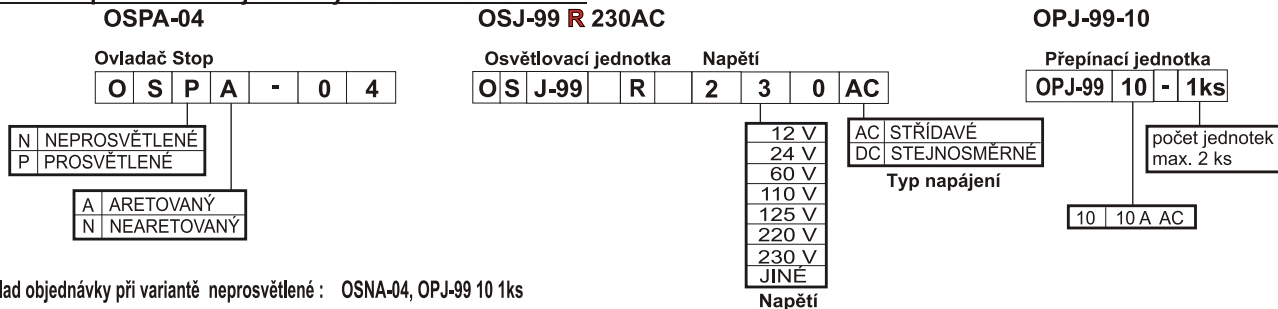 OSPA-04
OSJ-99 R 230AC
OPJ-99-10
Ovladač Stop
Osvětlovací jednotka
Napětí
Přepínací jednotka
O S P A - 0 4
O S J-99 R 2 3 0 AC
OPJ-99 10 - 1ks
N NEPROSVĚTLENÉ
P PROSVĚTLENÉ
A ARETOVANÝ
N NEARETOVANÝ
12 V
24 V
60 V
110 V
125 V
220 V
230 V
JINÉ
Napětí
AC STŘÍDAVÉ
DC STEJNOSMĚRNÉ
Typ napájení
počet jednotek
max. 2 ks
10 10 A AC
lad objednávky při variantě neprosvětlené : OSNA-04, OPJ-99 10 1ks